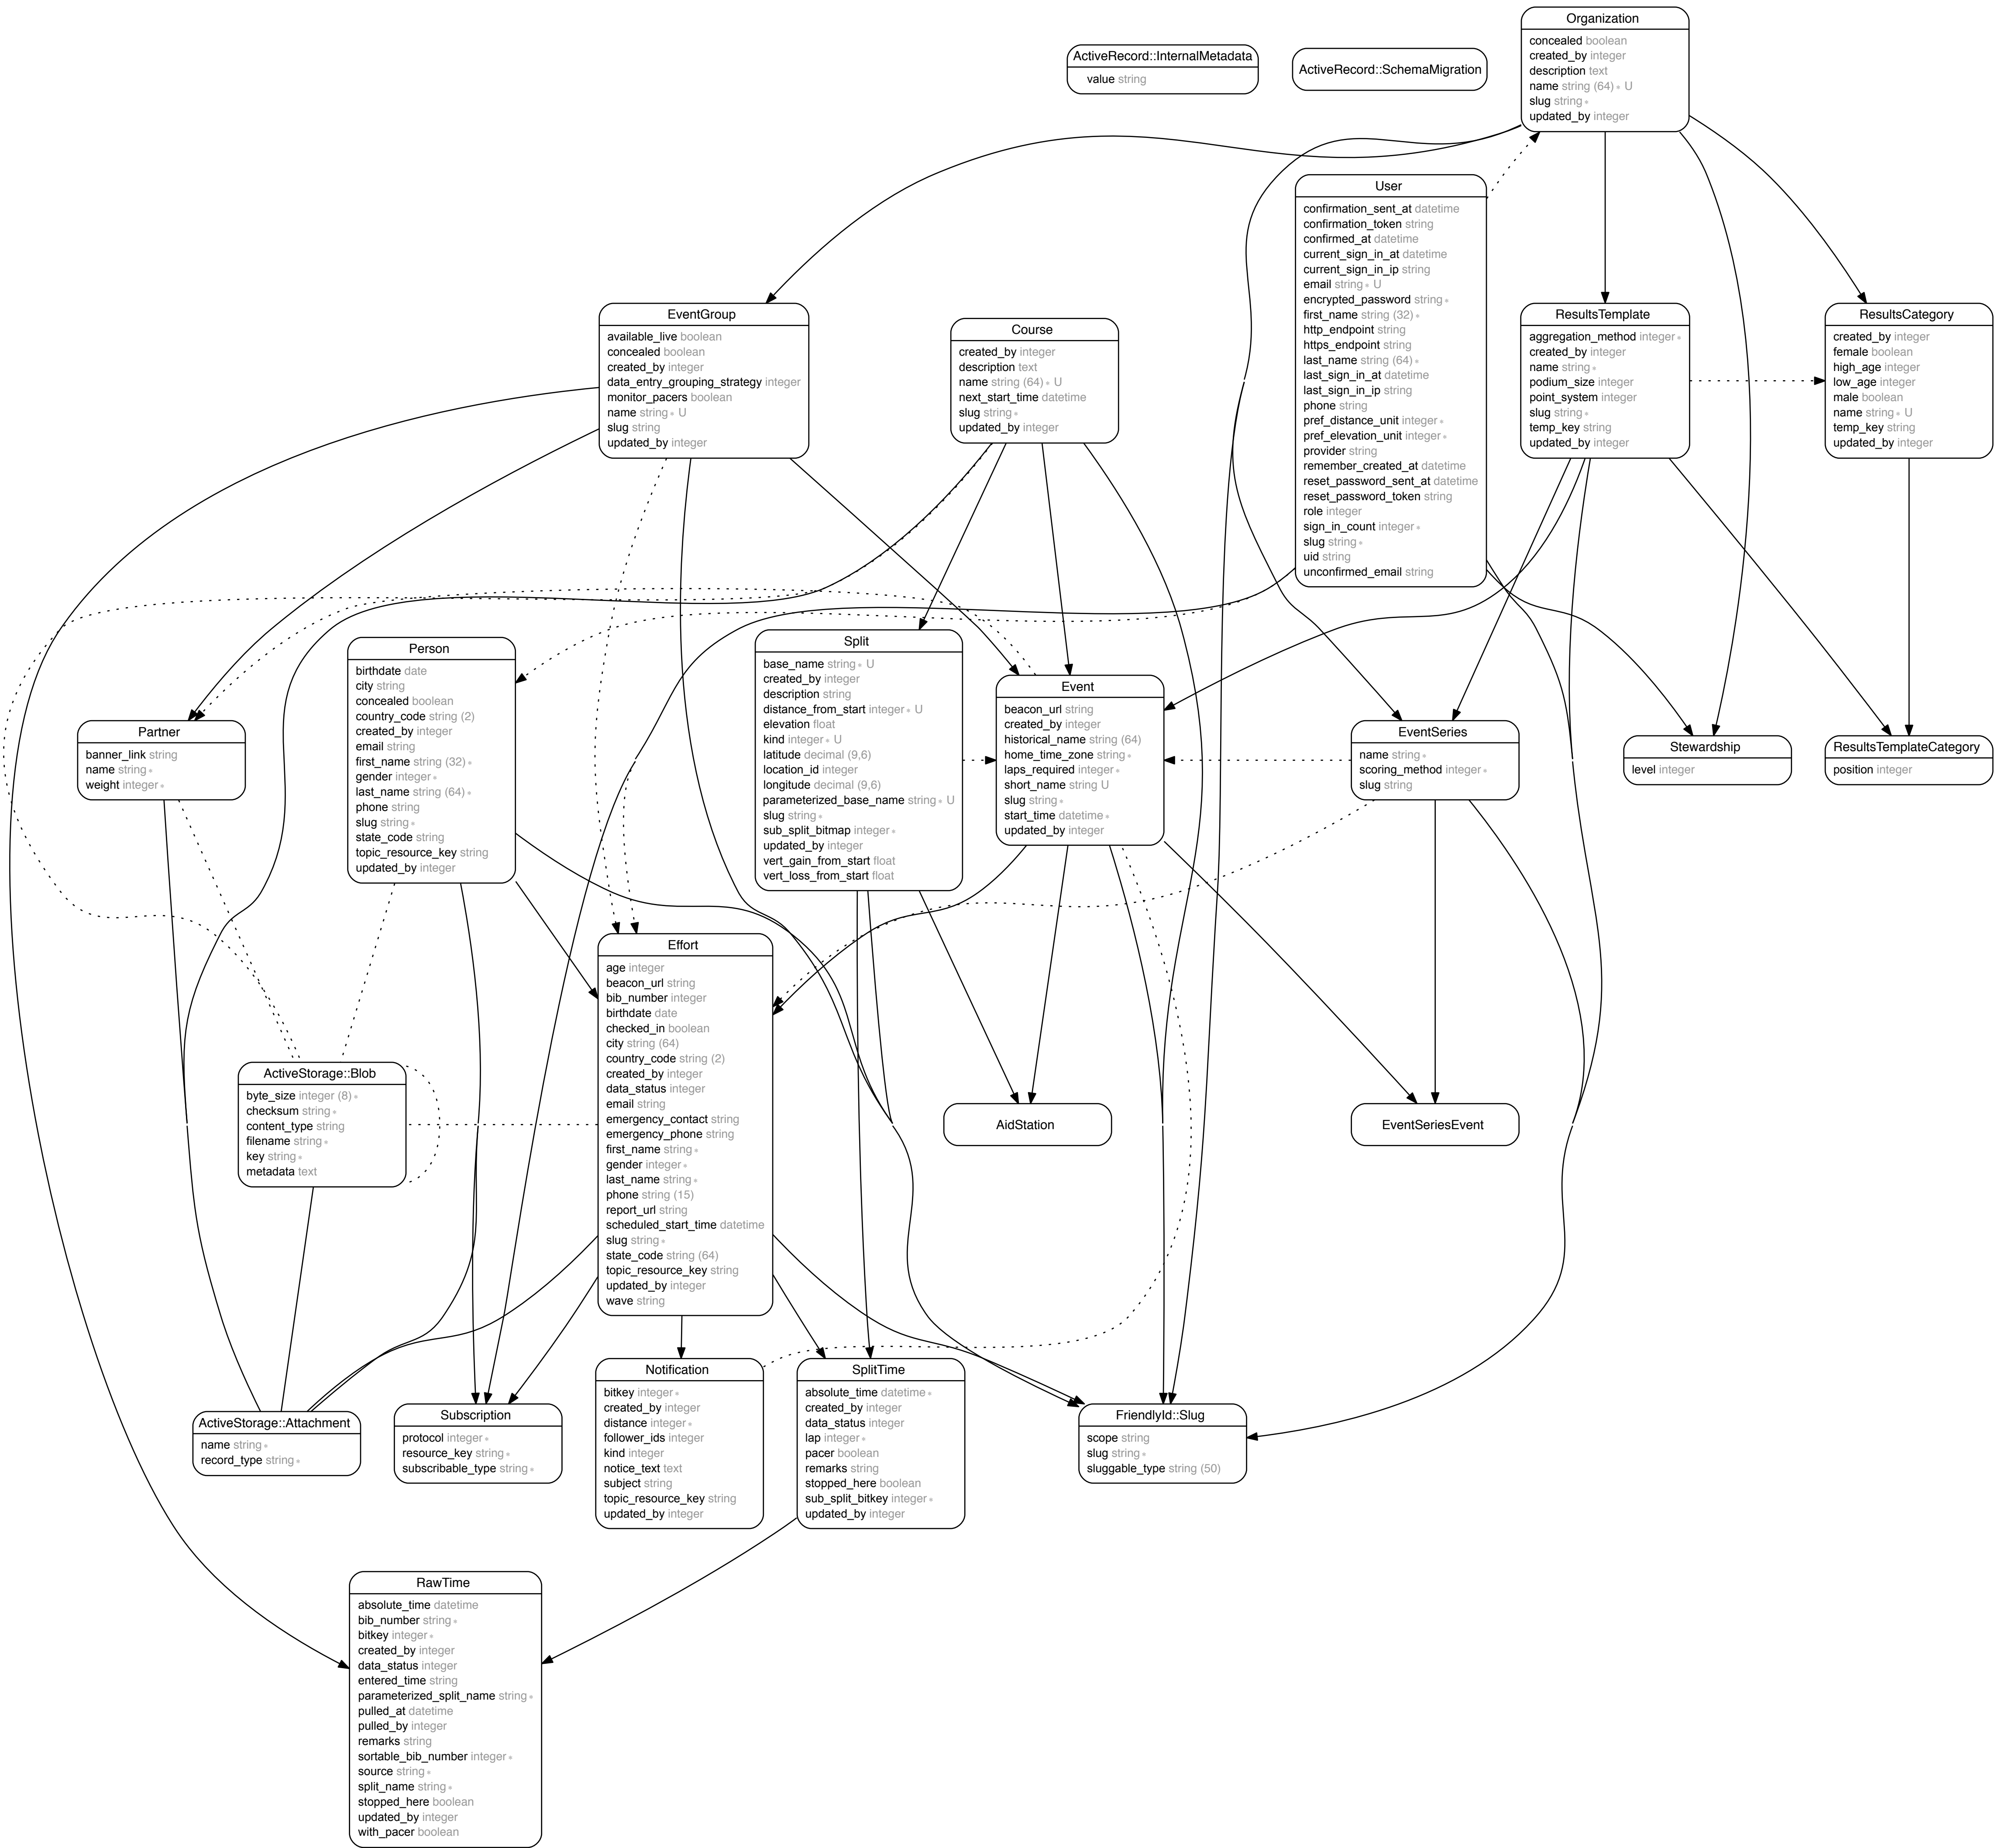 Organization
concealed boolean
created_by integer
description text
name string (64) ∗ U
slug string ∗
updated_by integer
ActiveRecord::InternalMetadata
value string
ActiveRecord::SchemaMigration
User
confirmation_sent_at datetime
confirmation_token string
confirmed_at datetime
current_sign_in_at datetime
current_sign_in_ip string
email string ∗ U
encrypted_password string ∗
first_name string (32) ∗
http_endpoint string
https_endpoint string
last_name string (64) ∗
last_sign_in_at datetime
last_sign_in_ip string
phone string
pref_distance_unit integer ∗
pref_elevation_unit integer ∗
provider string
remember_created_at datetime
reset_password_sent_at datetime
reset_password_token string
role integer
sign_in_count integer ∗
slug string ∗
uid string
unconfirmed_email string
EventGroup
available_live boolean
concealed boolean
created_by integer
data_entry_grouping_strategy integer
monitor_pacers boolean
name string ∗ U
slug string
updated_by integer
Course
created_by integer
description text
name string (64) ∗ U
next_start_time datetime
slug string ∗
updated_by integer
ResultsTemplate
aggregation_method integer ∗
created_by integer
name string ∗
podium_size integer
point_system integer
slug string ∗
temp_key string
updated_by integer
ResultsCategory
created_by integer
female boolean
high_age integer
low_age integer
male boolean
name string ∗ U
temp_key string
updated_by integer
Person
birthdate date
city string
concealed boolean
country_code string (2)
created_by integer
email string
first_name string (32) ∗
gender integer ∗
last_name string (64) ∗
phone string
slug string ∗
state_code string
topic_resource_key string
updated_by integer
Split
base_name string ∗ U
created_by integer
description string
distance_from_start integer ∗ U
elevation float
kind integer ∗ U
latitude decimal (9,6)
location_id integer
longitude decimal (9,6)
parameterized_base_name string ∗ U
slug string ∗
sub_split_bitmap integer ∗
updated_by integer
vert_gain_from_start float
vert_loss_from_start float
Event
beacon_url string
created_by integer
historical_name string (64)
home_time_zone string ∗
laps_required integer ∗
short_name string U
slug string ∗
start_time datetime ∗
updated_by integer
Partner
banner_link string
name string ∗
weight integer ∗
EventSeries
name string ∗
scoring_method integer ∗
slug string
Stewardship
level integer
ResultsTemplateCategory
position integer
Effort
age integer
beacon_url string
bib_number integer
birthdate date
checked_in boolean
city string (64)
country_code string (2)
created_by integer
data_status integer
email string
emergency_contact string
emergency_phone string
first_name string ∗
gender integer ∗
last_name string ∗
phone string (15)
report_url string
scheduled_start_time datetime
slug string ∗
state_code string (64)
topic_resource_key string
updated_by integer
wave string
ActiveStorage::Blob
byte_size integer (8) ∗
checksum string ∗
content_type string
filename string ∗
key string ∗
metadata text
AidStation
EventSeriesEvent
ActiveStorage::Attachment
name string ∗
record_type string ∗
Subscription
protocol integer ∗
resource_key string ∗
subscribable_type string ∗
Notification
bitkey integer ∗
created_by integer
distance integer ∗
follower_ids integer
kind integer
notice_text text
subject string
topic_resource_key string
updated_by integer
SplitTime
absolute_time datetime ∗
created_by integer
data_status integer
lap integer ∗
pacer boolean
remarks string
stopped_here boolean
sub_split_bitkey integer ∗
updated_by integer
FriendlyId::Slug
scope string
slug string ∗
sluggable_type string (50)
RawTime
absolute_time datetime
bib_number string ∗
bitkey integer ∗
created_by integer
data_status integer
entered_time string
parameterized_split_name string ∗
pulled_at datetime
pulled_by integer
remarks string
sortable_bib_number integer ∗
source string ∗
split_name string ∗
stopped_here boolean
updated_by integer
with_pacer boolean